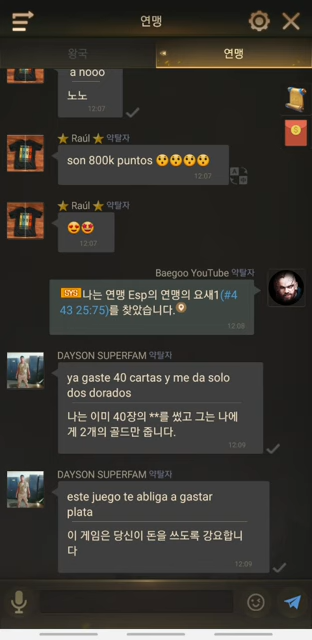 연맹
왕국
연맹
a nooo
노노
12:07
Raúl 약탈자
son 800k puntos
12:07
Raúl 약탈자
12:07
Baegoo YouTube 약탈자
SYS 나는 연맹 Esp의 연맹의 요새1(#4
43 25:75)를 찾았습니다.
12:08
DAYSON SUPERFAM 약탈자
ya gaste 40 cartas y me da solo
dos dorados
나는 이미 40장의 **를 썼고 그는 나에
게 2개의 골드만 줍니다.
12:09
DAYSON SUPERFAM 약탈자
este juego te abliga a gastar
plata
이 게임은 당신이 돈을 쓰도록 강요합니
다
12:09